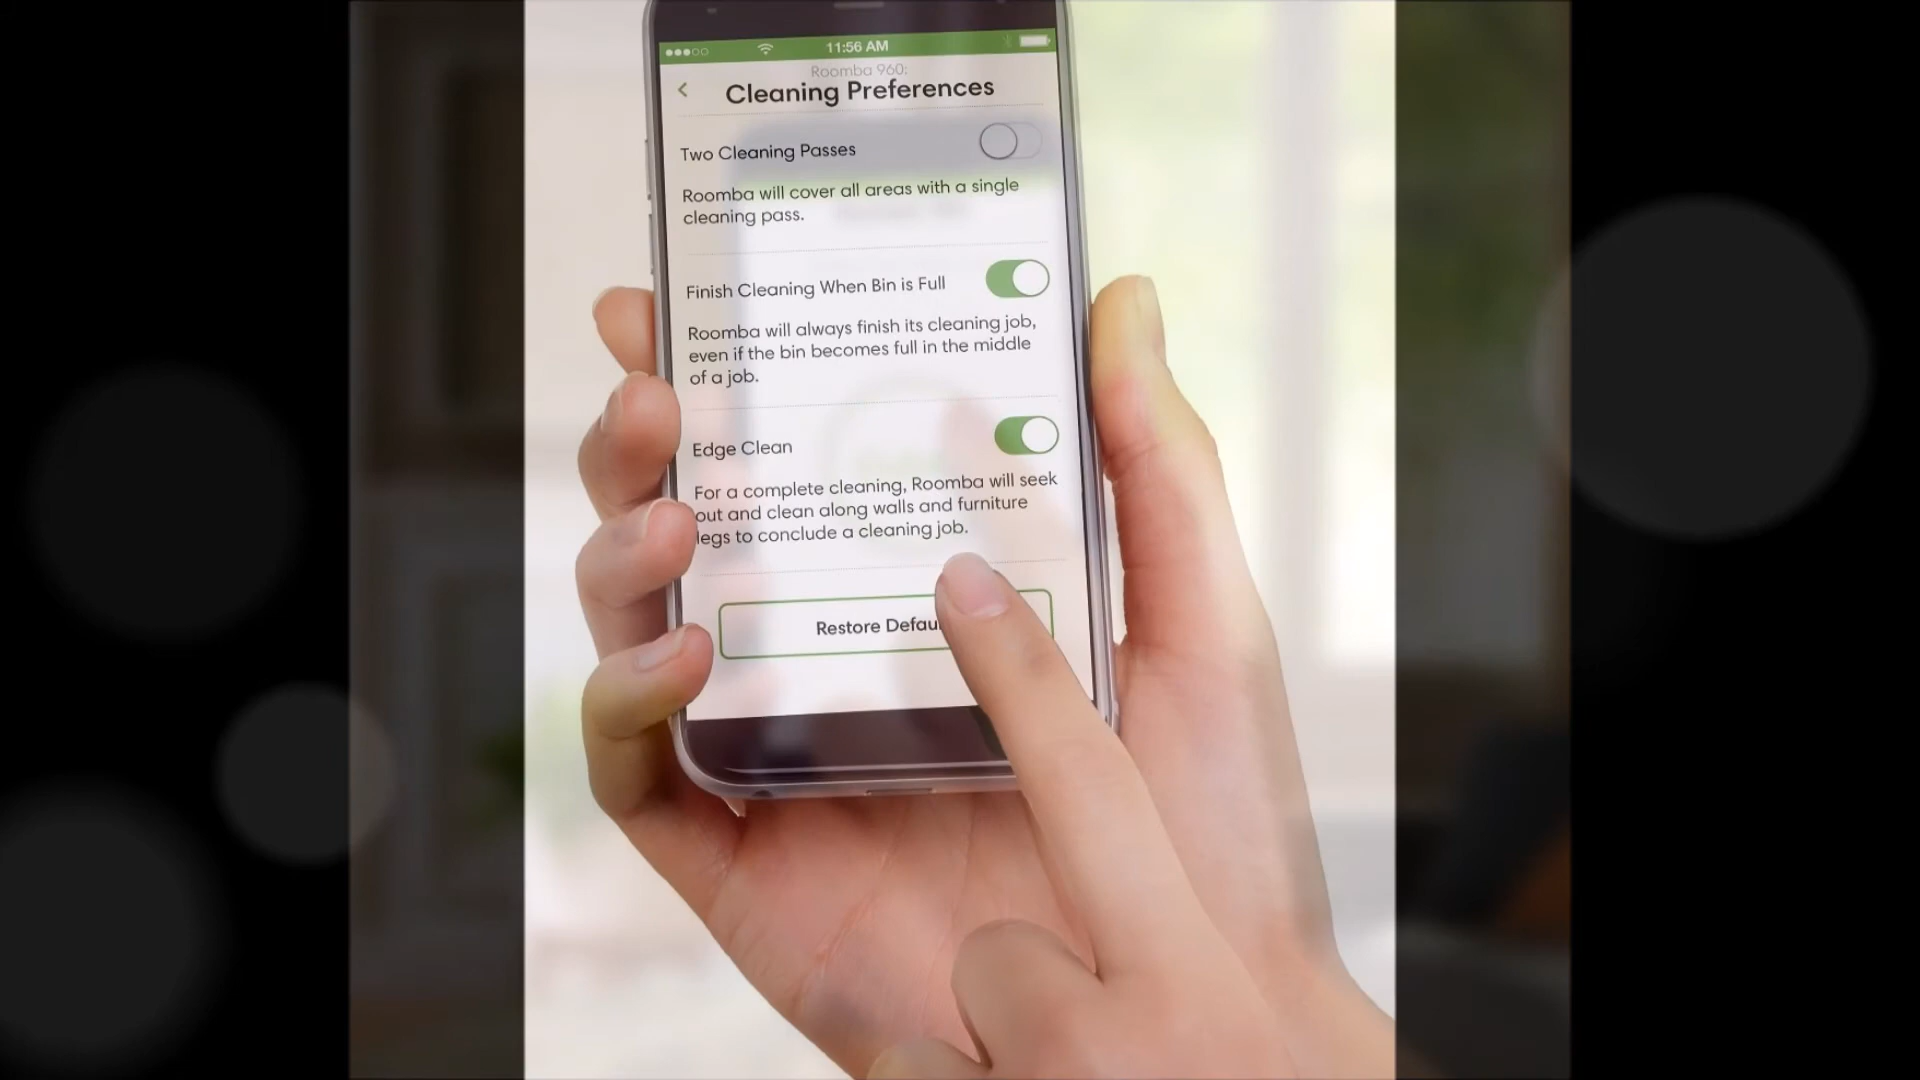 11:56 AM
Roomba 960:
Cleaning Preferences
Two Cleaning Passes
Roomba will cover all areas with a single
cleaning pass.
Finish Cleaning When Bin is Full
Roomba will always finish its cleaning job,
even if the bin becomes full in the middle
of a job.
Edge Clean
For a complete cleaning, Roomba will seek
out and clean along walls and furniture
legs to conclude a cleaning job.
Restore Defau